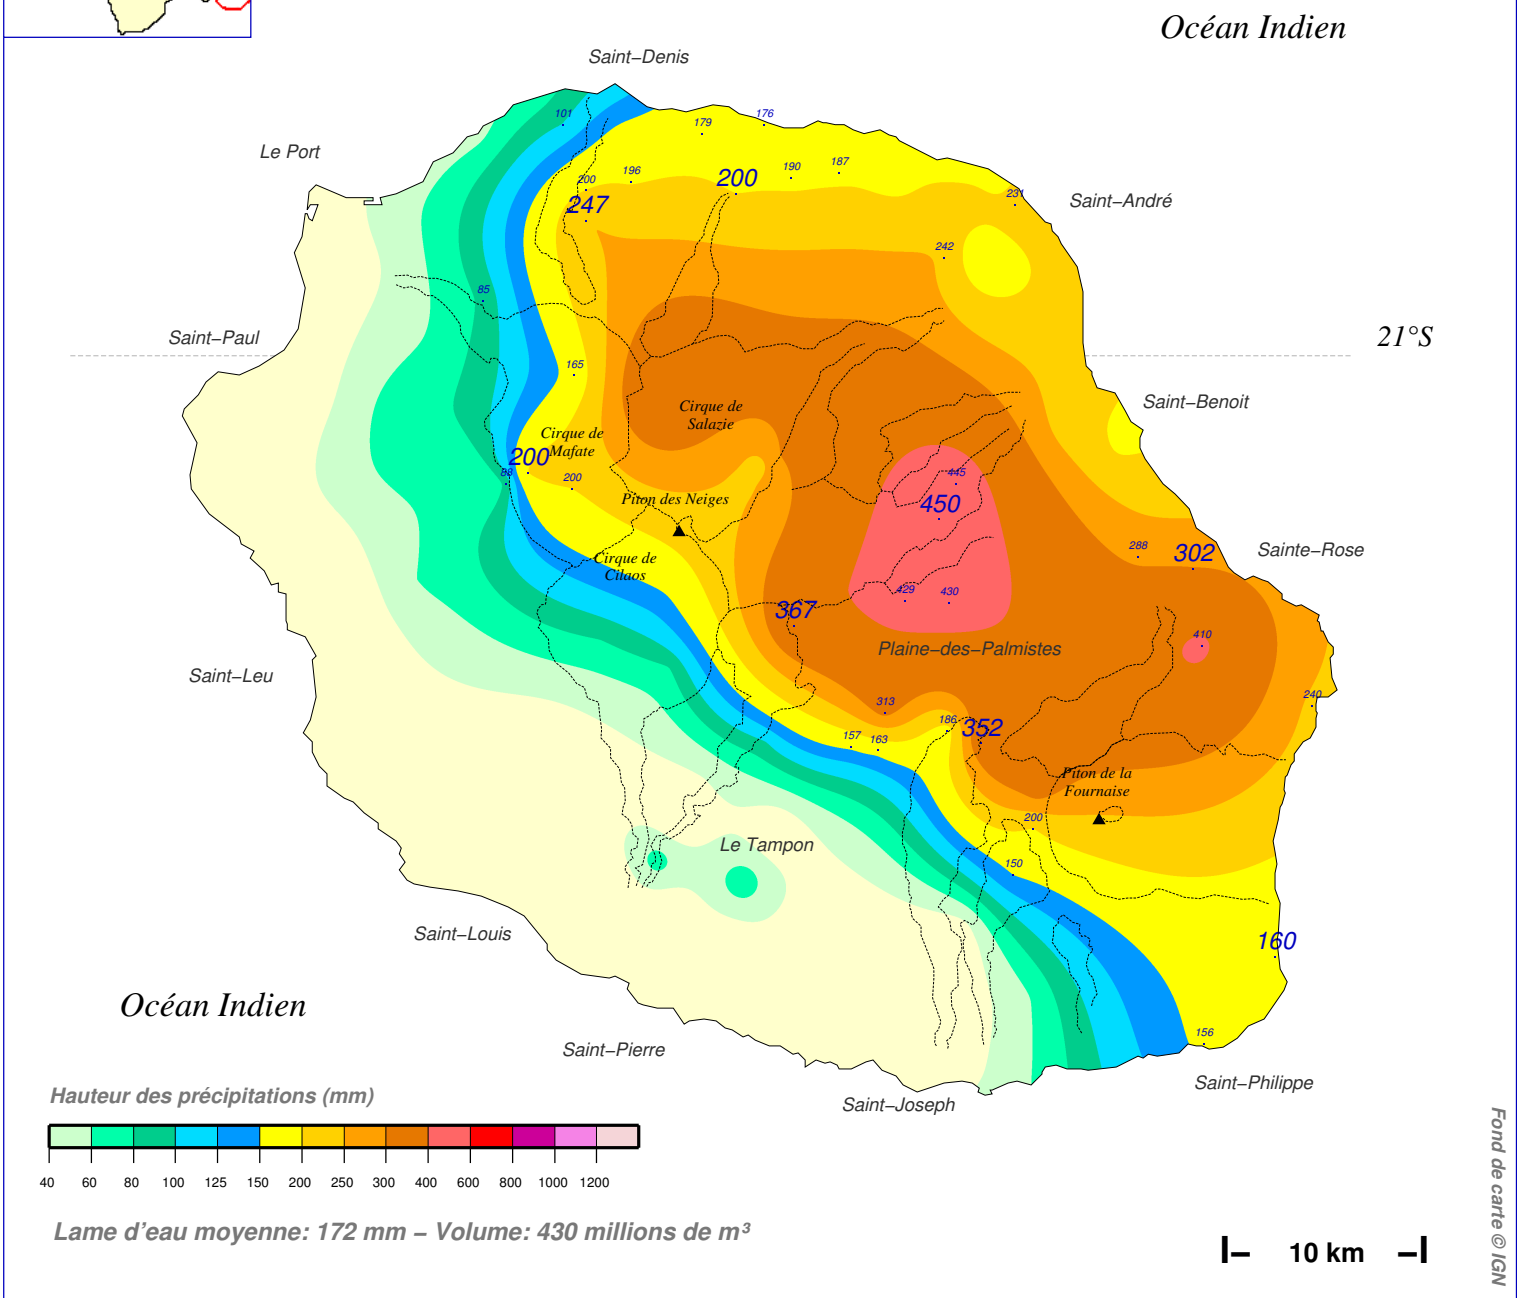 Océan Indien
Saint–Denis
101
179
176
Le Port
196
190
187
200
200
231
Saint–André
247
242
85
Saint–Paul
21°S
165
Saint–Benoit
Cirque de
Salazie
Cirque de
Mafate
200
88
200
445
Piton des Neiges
450
288
302
Sainte–Rose
Cirque de
Cilaos
429
430
367
410
Plaine–des–Palmistes
Saint–Leu
240
313
186
352
157
163
Piton de la
Fournaise
200
Le Tampon
150
Saint–Louis
160
Océan Indien
156
Saint–Pierre
Saint–Philippe
Saint–Joseph
Hauteur des précipitations (mm)
40 60 80 100 125 150 200 250 300 400 600 800 1000 1200
Lame d'eau moyenne: 172 mm – Volume: 430 millions de m³
10 km
Fond de carte © IGN